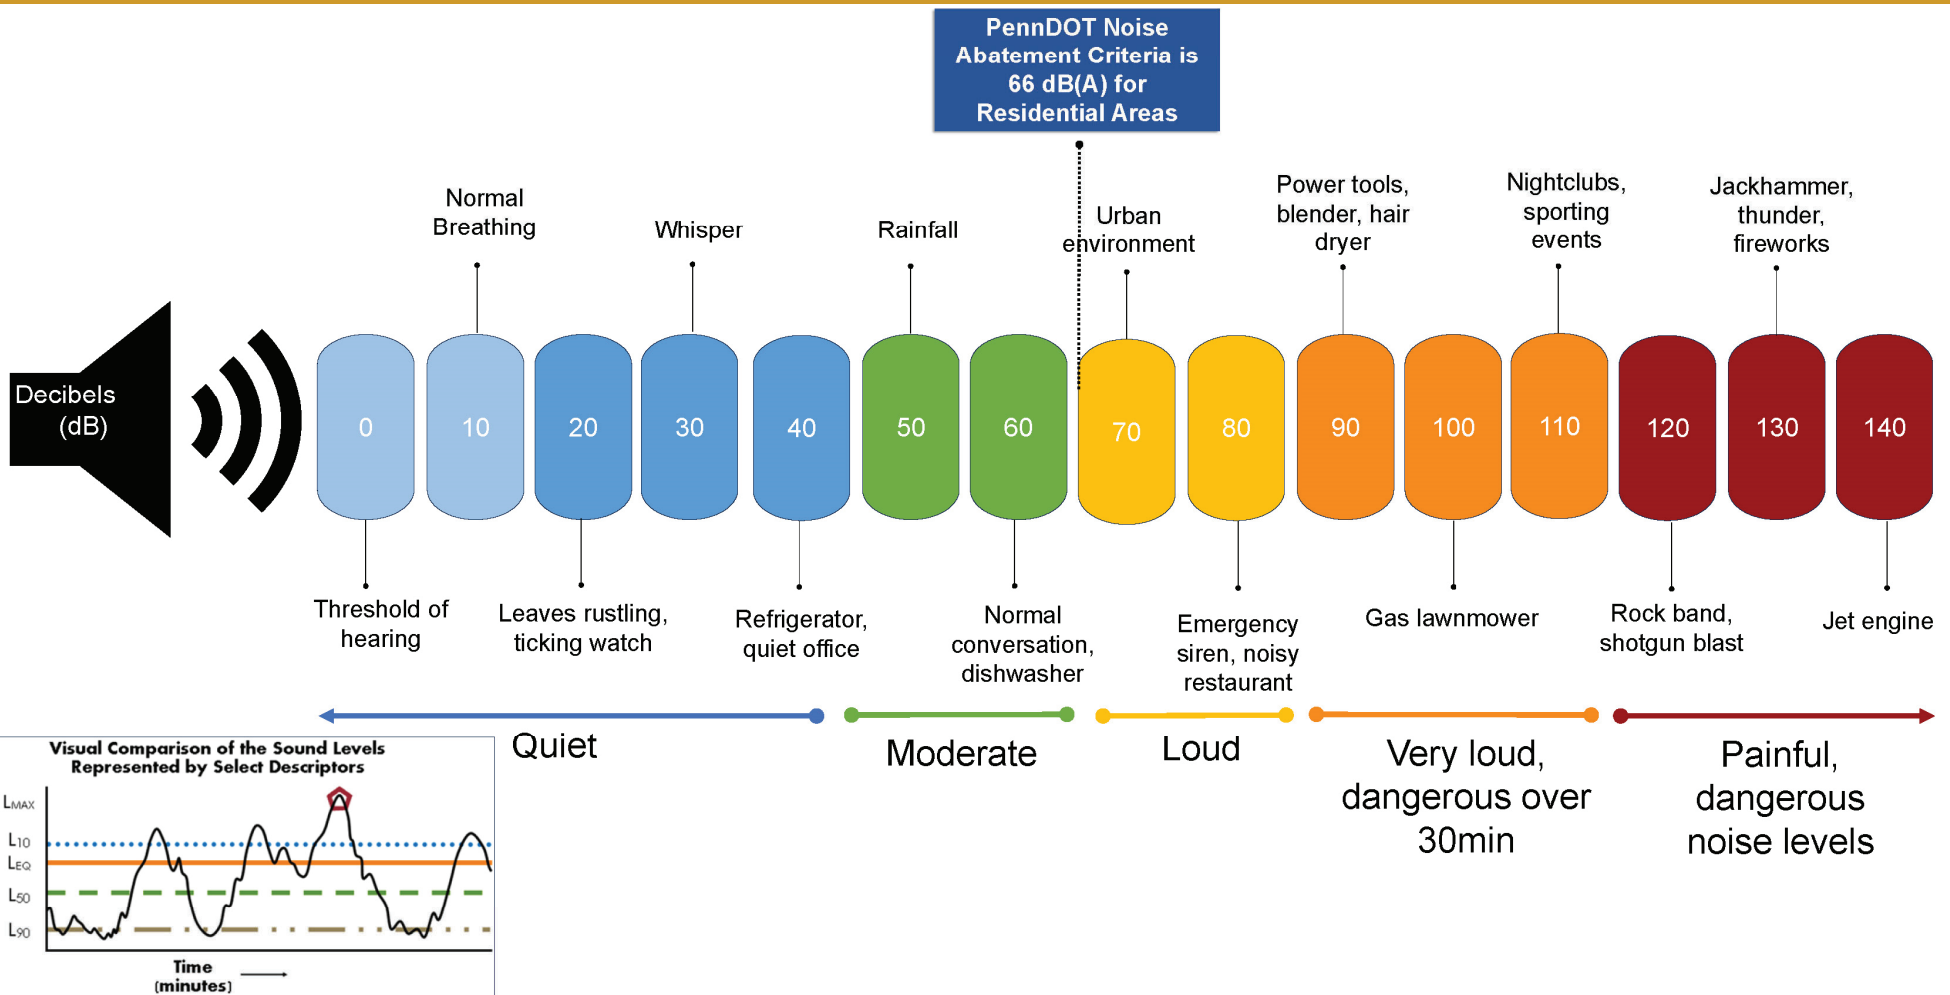 PennDOT Noise
Abatement Criteria is
66 dB(A) for
Residential Areas
Normal
Breathing
Whisper
Rainfall
Urban
environment
Power tools,
blender, hair
dryer
Nightclubs,
sporting
events
Jackhammer,
thunder,
fireworks
Decibels
(dB)
0
10
20
30
40
50
60
70
80
90
100
110
120
130
140
Threshold of
hearing
Leaves rustling,
ticking watch
Refrigerator,
quiet office
Normal
conversation,
dishwasher
Emergency
siren, noisy
restaurant
Gas lawnmower
Rock band,
shotgun blast
Jet engine
Quiet
Moderate
Loud
Very loud,
dangerous over
30min
Painful,
dangerous
noise levels
Visual Comparison of the Sound Levels
Represented by Select Descriptors
LMAX
L10
LEQ
L50
L90
Time
(minutes)